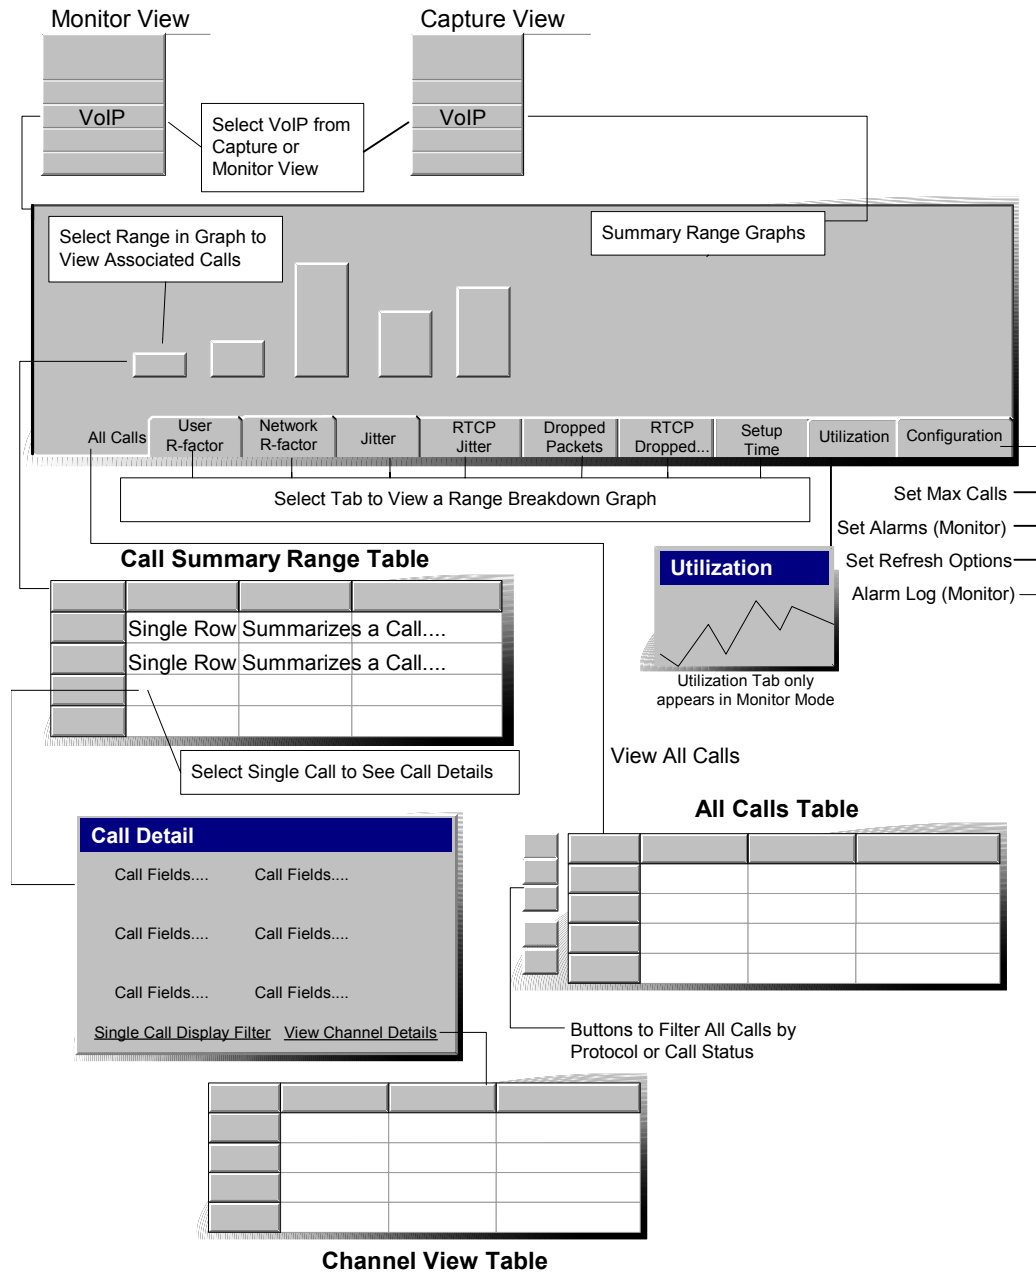 Monitor View
Capture View
VoIP
VoIP
Select VoIP from
Capture or
Monitor View
Select Range in Graph to
View Associated Calls
Summary Range Graphs
All Calls
User
R-factor
Network
R-factor
Jitter
RTCP
Jitter
Dropped
Packets
RTCP
Dropped...
Setup
Time
Utilization
Configuration
Select Tab to View a Range Breakdown Graph
Set Max Calls
Set Alarms (Monitor)
Set Refresh Options
Alarm Log (Monitor)
Call Summary Range Table
Single Row Summarizes a Call....
Single Row Summarizes a Call....
Utilization
Utilization Tab only
appears in Monitor Mode
Select Single Call to See Call Details
View All Calls
All Calls Table
Call Detail
Call Fields.... Call Fields....
Call Fields.... Call Fields....
Call Fields.... Call Fields....
Single Call Display Filter View Channel Details
Buttons to Filter All Calls by
Protocol or Call Status
Channel View Table